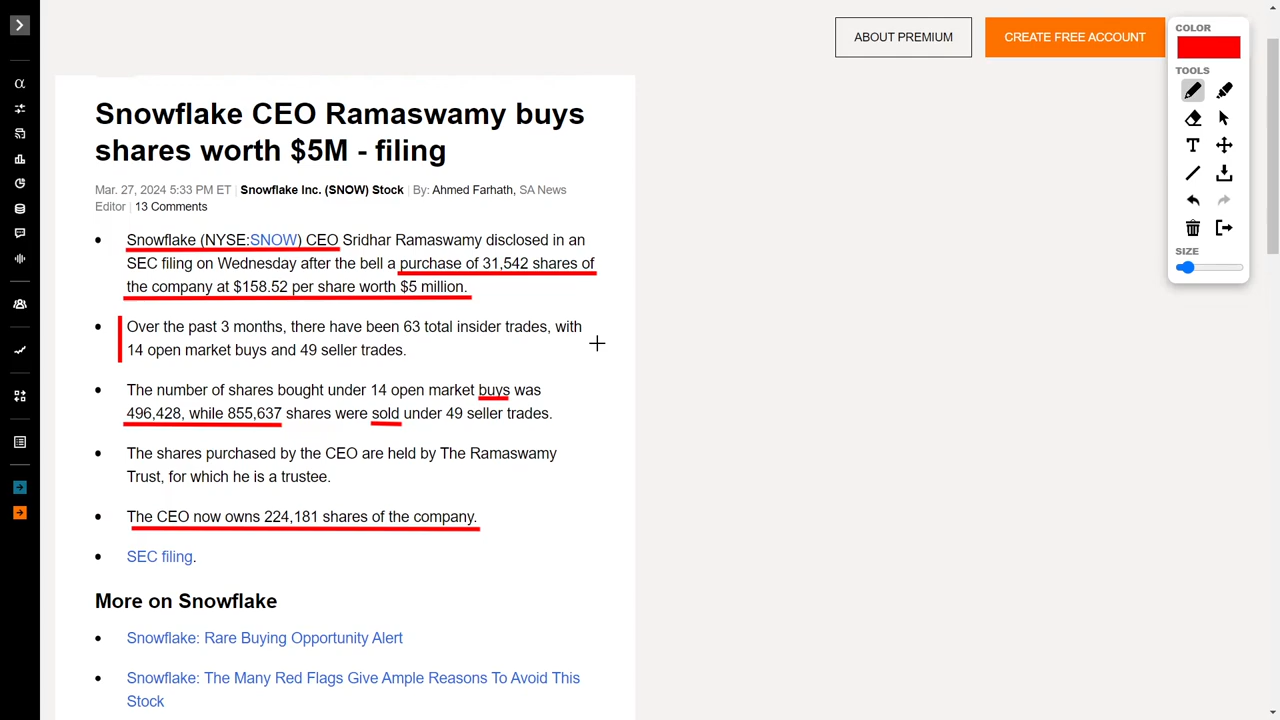 ABOUT PREMIUM
CREATE FREE ACCOUNT
COLOR
TOOLS
SIZE
Snowflake CEO Ramaswamy buys
shares worth $5M - filing
Mar. 27, 2024 5:33 PM ET | Snowflake Inc. (SNOW) Stock | By: Ahmed Farhath, SA News
Editor | 13 Comments
• Snowflake (NYSE:SNOW) CEO Sridhar Ramaswamy disclosed in an
SEC filing on Wednesday after the bell a purchase of 31,542 shares of
the company at $158.52 per share worth $5 million.
• Over the past 3 months, there have been 63 total insider trades, with
14 open market buys and 49 seller trades.
• The number of shares bought under 14 open market buys was
496,428, while 855,637 shares were sold under 49 seller trades.
• The shares purchased by the CEO are held by The Ramaswamy
Trust, for which he is a trustee.
• The CEO now owns 224,181 shares of the company.
• SEC filing.
More on Snowflake
• Snowflake: Rare Buying Opportunity Alert
• Snowflake: The Many Red Flags Give Ample Reasons To Avoid This
Stock